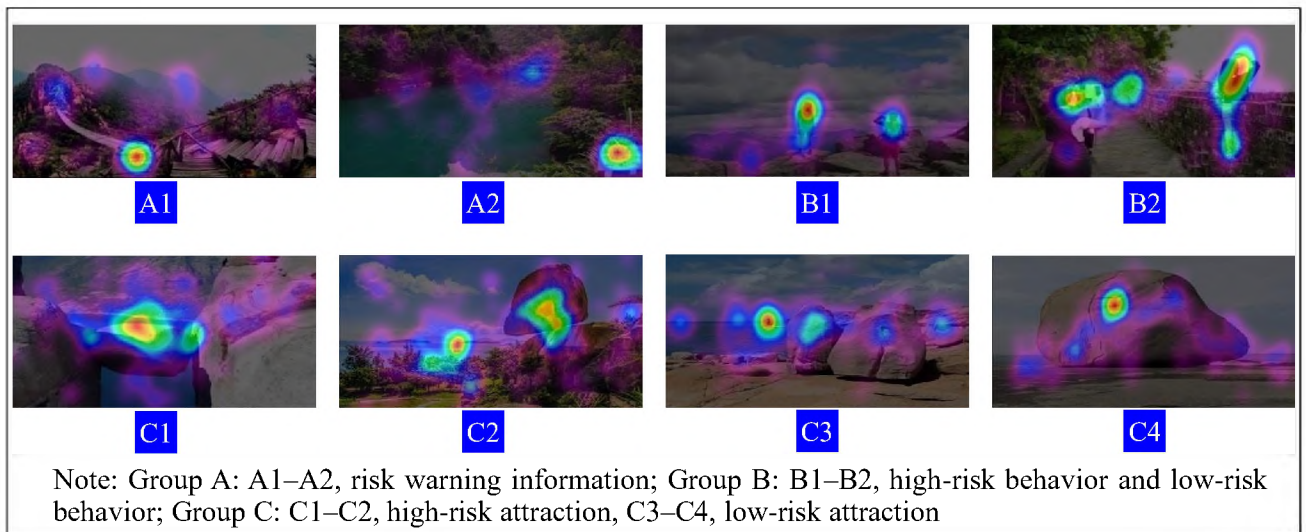 A1 A2 B1 B2
C1 C2 C3 C4
Note: Group A: A1–A2, risk warning information; Group B: B1–B2, high-risk behavior and low-risk
behavior; Group C: C1–C2, high-risk attraction, C3–C4, low-risk attraction